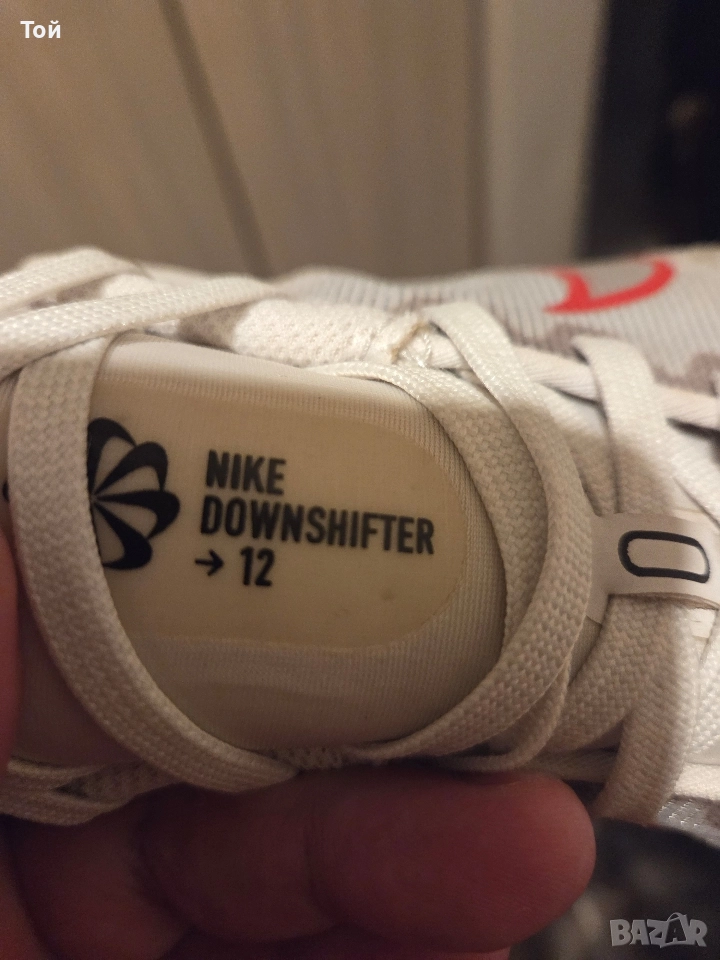 Той
NIKE
DOWNSHIFTER
→ 12
BAZAR